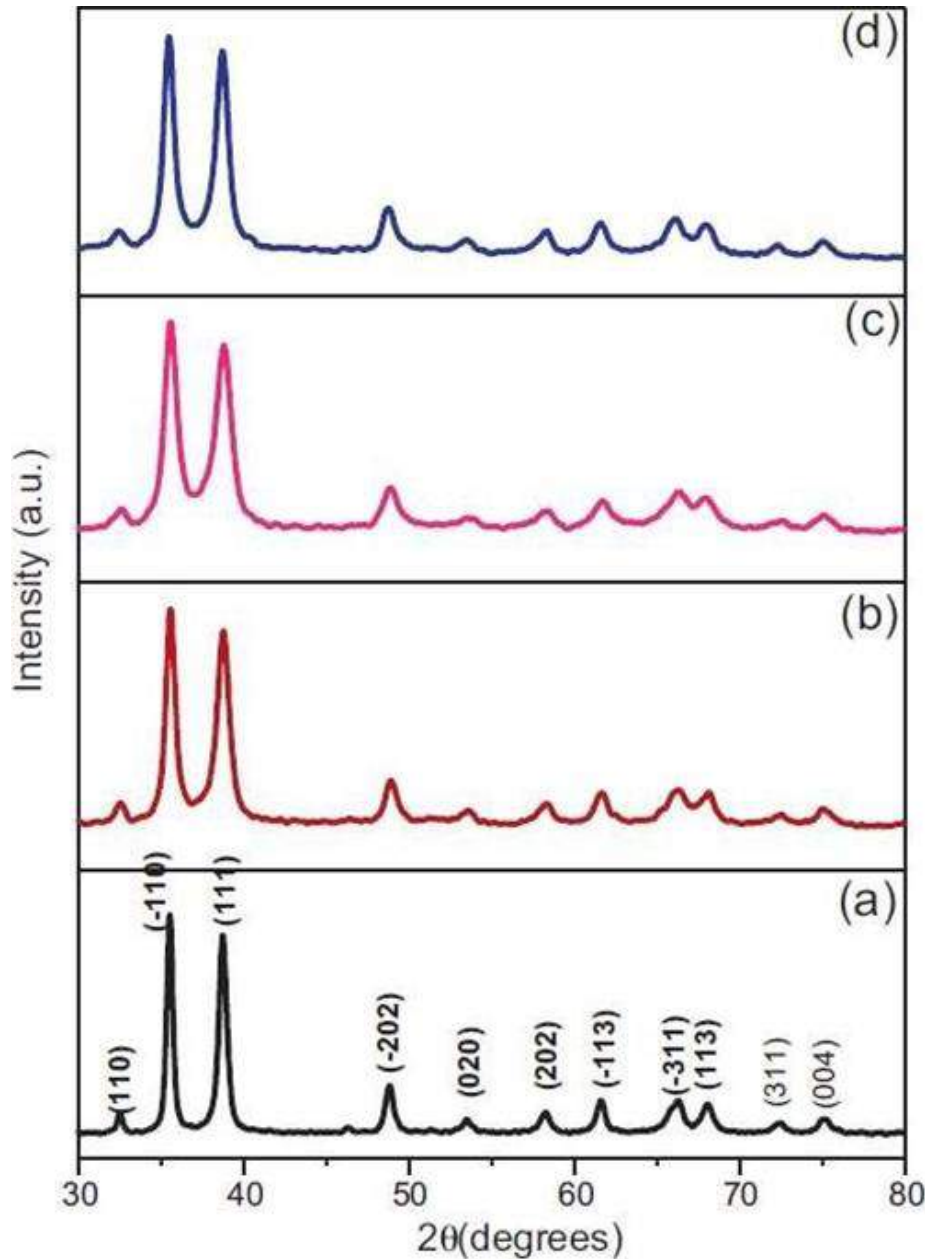 (d)
(c)
(b)
(a)
Intensity (a.u.)
(110)
(-110)
(111)
(-202)
(020)
(202)
(-113)
(-311)
(113)
(311)
(004)
30 40 50 60 70 80
2θ(degrees)